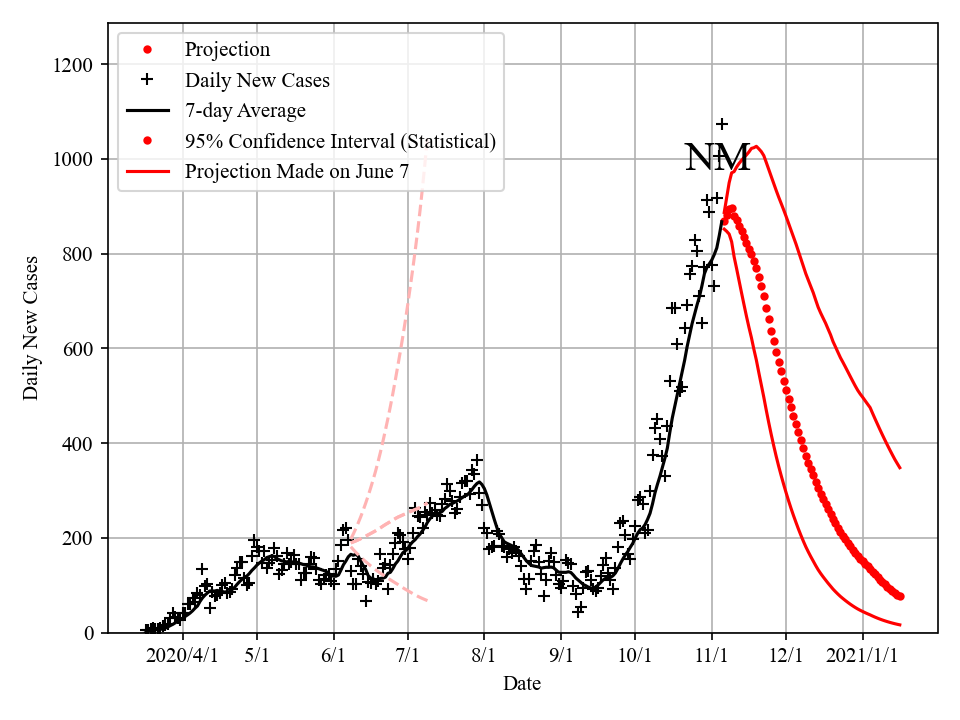 Projection
Daily New Cases
7-day Average
95% Confidence Interval (Statistical)
Projection Made on June 7
NM
1200
1000
800
600
400
200
0
Daily New Cases
2020/4/1 5/1 6/1 7/1 8/1 9/1 10/1 11/1 12/1 2021/1/1
Date